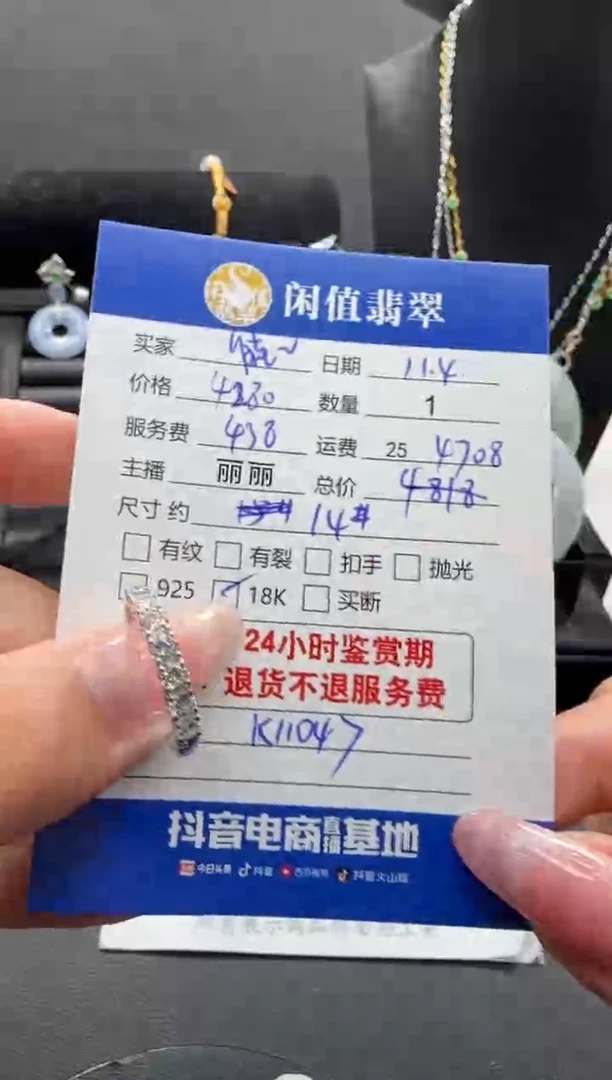 闲值翡翠
买家 日期 11.4
价格 4280 数量 1
服务费 438 运费 25 4708
主播 丽丽 总价 4818
尺寸 约 14#
有纹 有裂 扣手 抛光
925 18K 买断
24小时鉴赏期
退货不退服务费
K11047
抖音电商直播基地
今日头条 抖音 西瓜视频 抖音火山版